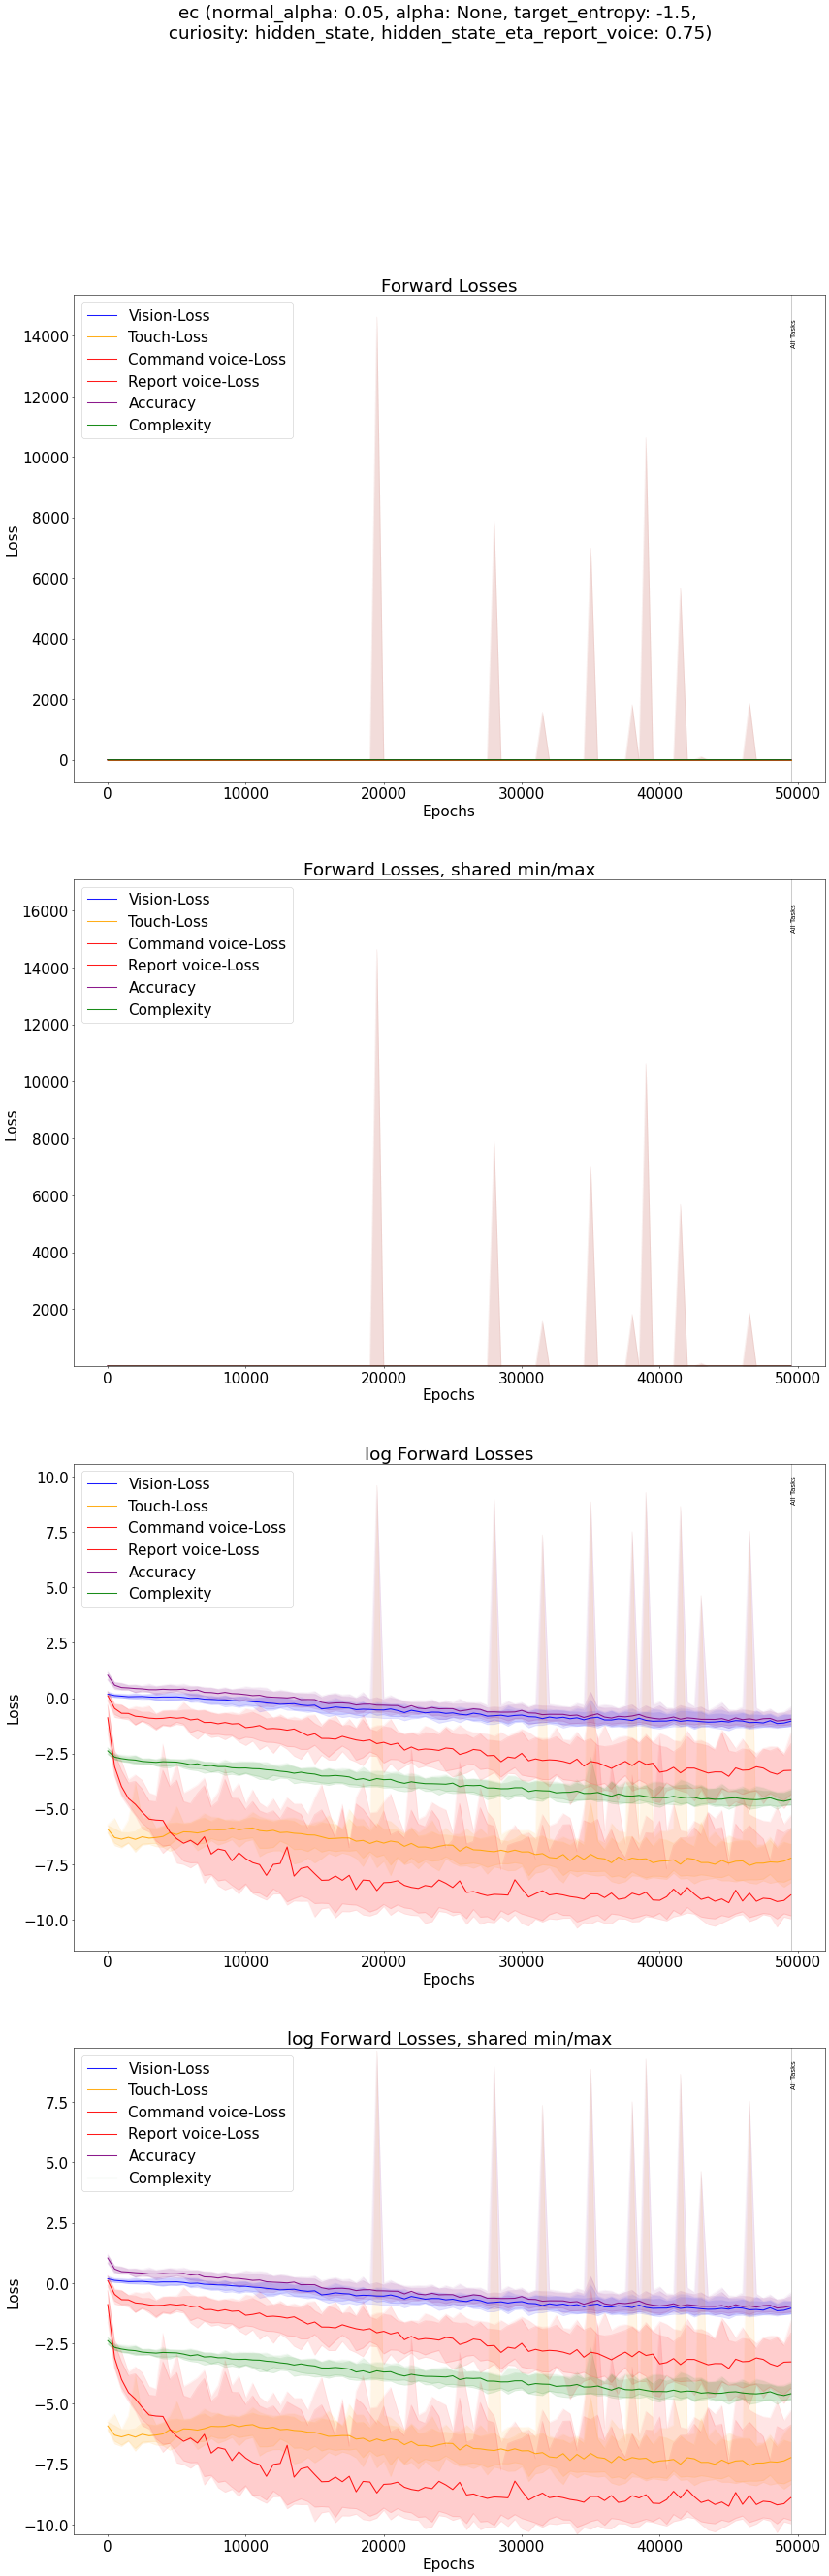 ec (normal_alpha: 0.05, alpha: None, target_entropy: -1.5,
curiosity: hidden_state, hidden_state_eta_report_voice: 0.75)
Forward Losses
Vision-Loss
Touch-Loss
Command voice-Loss
Report voice-Loss
Accuracy
Complexity
All Tasks
14000
12000
10000
8000
6000
4000
2000
0
Loss
0 10000 20000 30000 40000 50000
Epochs
Forward Losses, shared min/max
Vision-Loss
Touch-Loss
Command voice-Loss
Report voice-Loss
Accuracy
Complexity
All Tasks
16000
14000
12000
10000
8000
6000
4000
2000
Loss
0 10000 20000 30000 40000 50000
Epochs
log Forward Losses
Vision-Loss
Touch-Loss
Command voice-Loss
Report voice-Loss
Accuracy
Complexity
All Tasks
10.0
7.5
5.0
2.5
0.0
−2.5
−5.0
−7.5
−10.0
Loss
0 10000 20000 30000 40000 50000
Epochs
log Forward Losses, shared min/max
Vision-Loss
Touch-Loss
Command voice-Loss
Report voice-Loss
Accuracy
Complexity
All Tasks
7.5
5.0
2.5
0.0
−2.5
−5.0
−7.5
−10.0
Loss
0 10000 20000 30000 40000 50000
Epochs